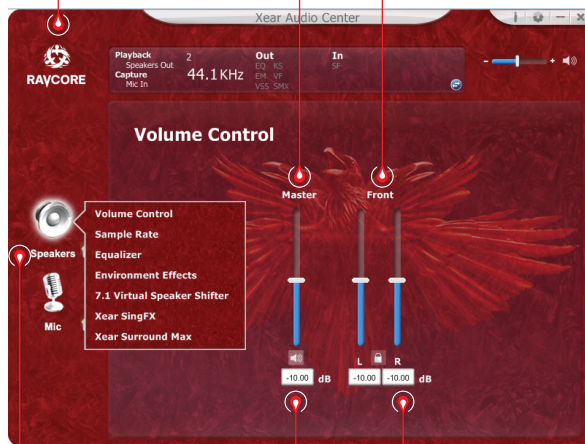 Xear Audio Center
i
RAVCORE
Playback 2 Out In
Speakers Out EQ KS SF
Capture 44.1KHz EM VF
Mic In VSS SMX
- +
Volume Control
Master Front
Speakers
Volume Control
Sample Rate
Equalizer
Environment Effects
7.1 Virtual Speaker Shifter
Xear SingFX
Xear Surround Max
Mic
L R
-10.00 dB -10.00 -10.00 dB